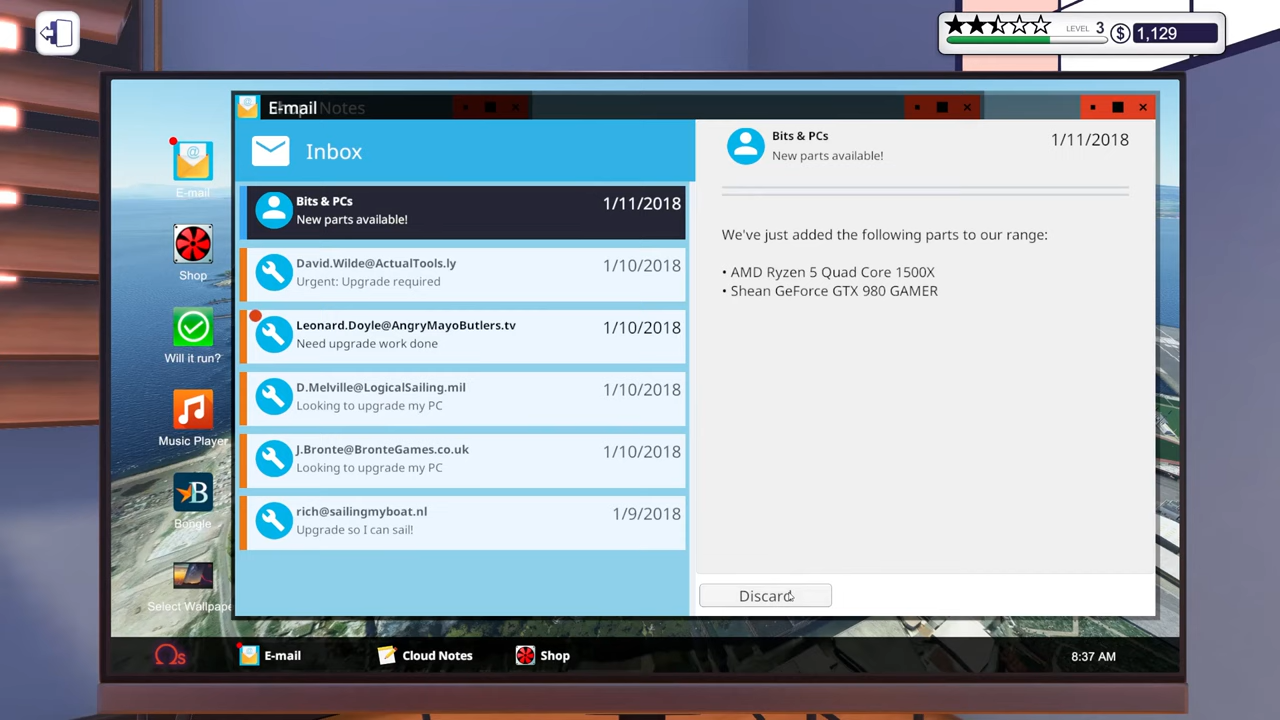 LEVEL 3
$ 1,129
E-mail
Notes
Inbox
Bits & PCs
1/11/2018
New parts available!
David.Wilde@ActualTools.ly
1/10/2018
Urgent: Upgrade required
Leonard.Doyle@AngryMayoButlers.tv
1/10/2018
Need upgrade work done
D.Melville@LogicalSailing.mil
1/10/2018
Looking to upgrade my PC
J.Bronte@BronteGames.co.uk
1/10/2018
Looking to upgrade my PC
rich@sailingmyboat.nl
1/9/2018
Upgrade so I can sail!
Bits & PCs
1/11/2018
New parts available!
We've just added the following parts to our range:
• AMD Ryzen 5 Quad Core 1500X
• Shean GeForce GTX 980 GAMER
Discard
E-mail
Shop
Will it run?
Music Player
B
Select Wallpape
Os
E-mail
Cloud Notes
Shop
8:37 AM